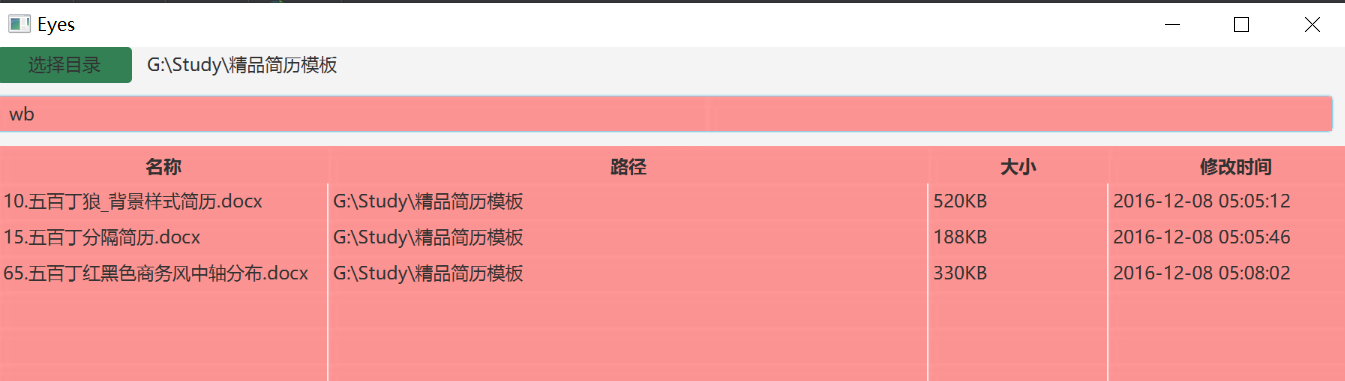 Eyes
选择目录 G:\Study\精品简历模板
wb
名称 路径 大小 修改时间
10.五百丁狼_背景样式简历.docx G:\Study\精品简历模板 520KB 2016-12-08 05:05:12
15.五百丁分隔简历.docx G:\Study\精品简历模板 188KB 2016-12-08 05:05:46
65.五百丁红黑色商务风中轴分布.docx G:\Study\精品简历模板 330KB 2016-12-08 05:08:02